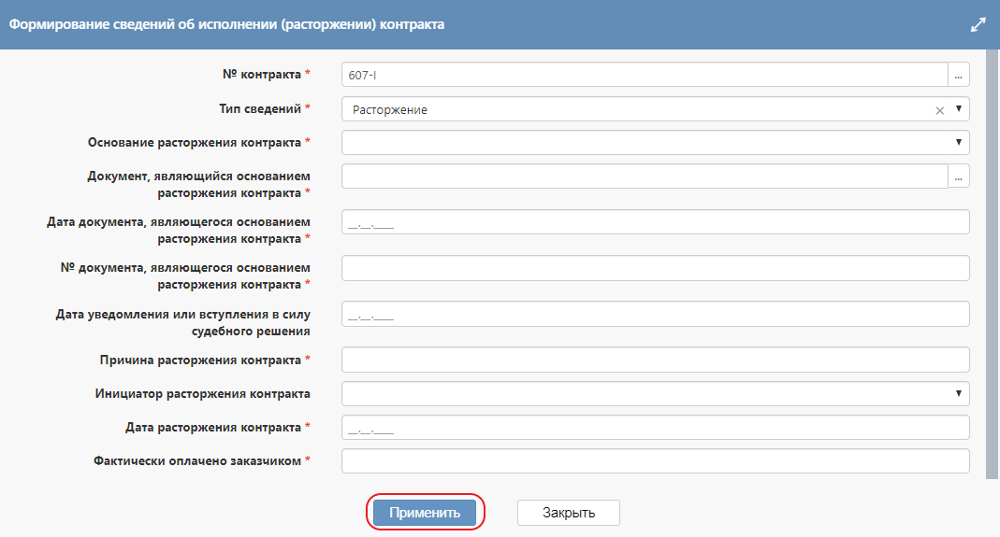 Формирование сведений об исполнении (расторжении) контракта
№ контракта *
607-I
...
Тип сведений *
Расторжение
Основание расторжения контракта *
Документ, являющийся основанием
расторжения контракта *
...
Дата документа, являющегося основанием
расторжения контракта *
__.__.____
№ документа, являющегося основанием
расторжения контракта *
Дата уведомления или вступления в силу
судебного решения
__.__.____
Причина расторжения контракта *
Инициатор расторжения контракта
Дата расторжения контракта *
__.__.____
Фактически оплачено заказчиком *
Применить
Закрыть